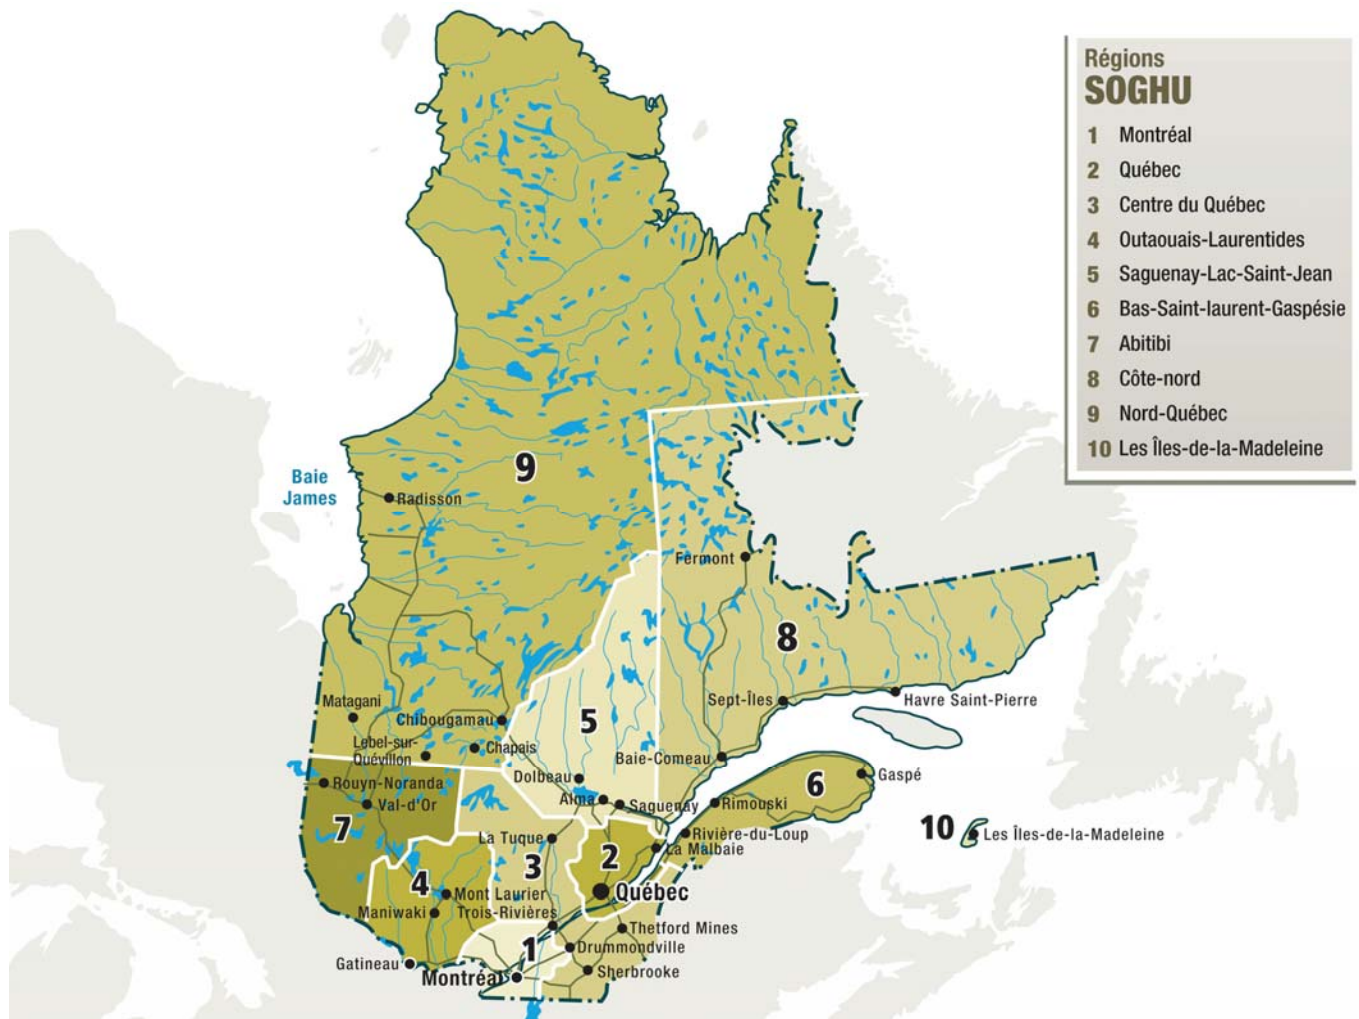 Régions
SOGHU
1 Montréal
2 Québec
3 Centre du Québec
4 Outaouais-Laurentides
5 Saguenay-Lac-Saint-Jean
6 Bas-Saint-laurent-Gaspésie
7 Abitibi
8 Côte-nord
9 Nord-Québec
10 Les Îles-de-la-Madeleine
9
Baie
James
Radisson
Fermont
8
Sept-Îles
Havre Saint-Pierre
Matagani
Chibougamau
5
Lebel-sur-
Quévillon
Chapais
Baie-Comeau
Dolbeau
Gaspé
6
Rouyn-Noranda
Val-d'Or
Alma
Saguenay
Rimouski
7
La Tuque
Rivière-du-Loup
La Malbaie
10
Les Îles-de-la-Madeleine
2
3
4
Mont Laurier
Québec
Maniwaki
Trois-Rivières
Thetford Mines
1
Drummondville
Gatineau
Montréal
Sherbrooke